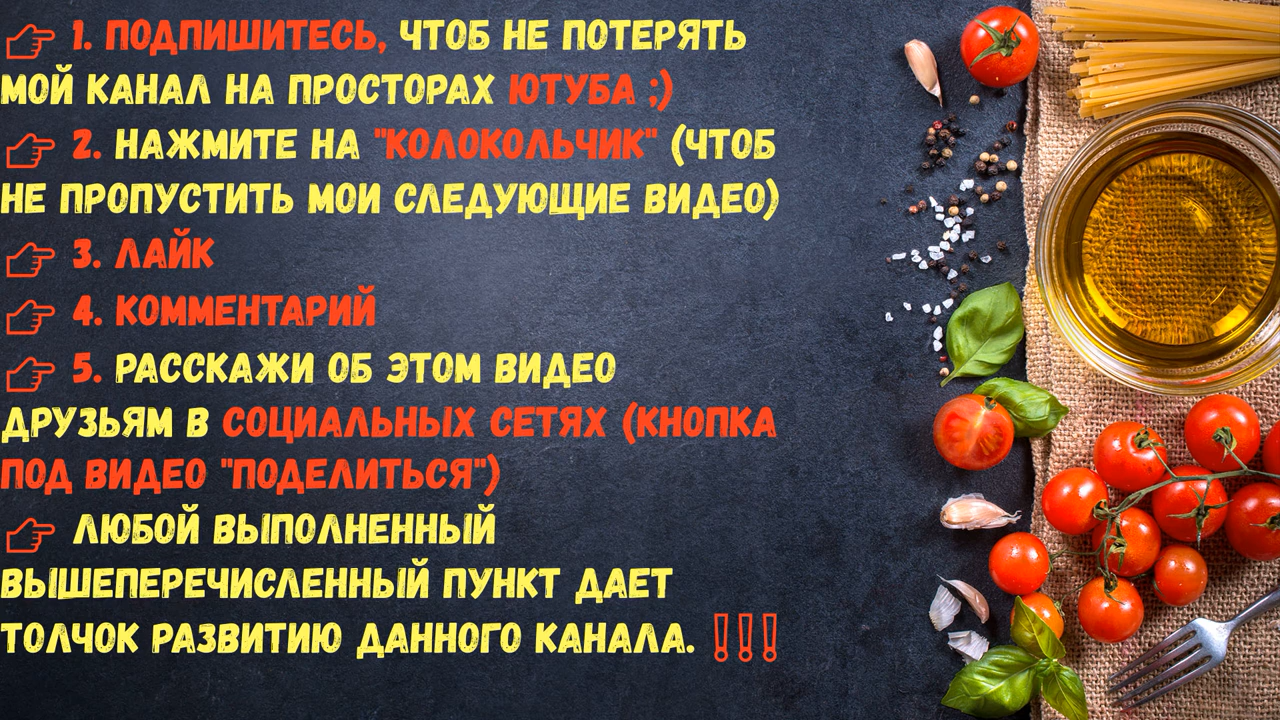 👉 1. ПОДПИШИТЕСЬ, ЧТОБ НЕ ПОТЕРЯТЬ
МОЙ КАНАЛ НА ПРОСТОРАХ ЮТУБА ;)
👉 2. НАЖМИТЕ НА "КОЛОКОЛЬЧИК" (ЧТОБ
НЕ ПРОПУСТИТЬ МОИ СЛЕДУЮЩИЕ ВИДЕО)
👉 3. ЛАЙК
👉 4. КОММЕНТАРИЙ
👉 5. РАССКАЖИ ОБ ЭТОМ ВИДЕО
ДРУЗЬЯМ В СОЦИАЛЬНЫХ СЕТЯХ (КНОПКА
ПОД ВИДЕО "ПОДЕЛИТЬСЯ")
👉 ЛЮБОЙ ВЫПОЛНЕННЫЙ
ВЫШЕПЕРЕЧИСЛЕННЫЙ ПУНКТ ДАЕТ
ТОЛЧОК РАЗВИТИЮ ДАННОГО КАНАЛА. ❗❗❗